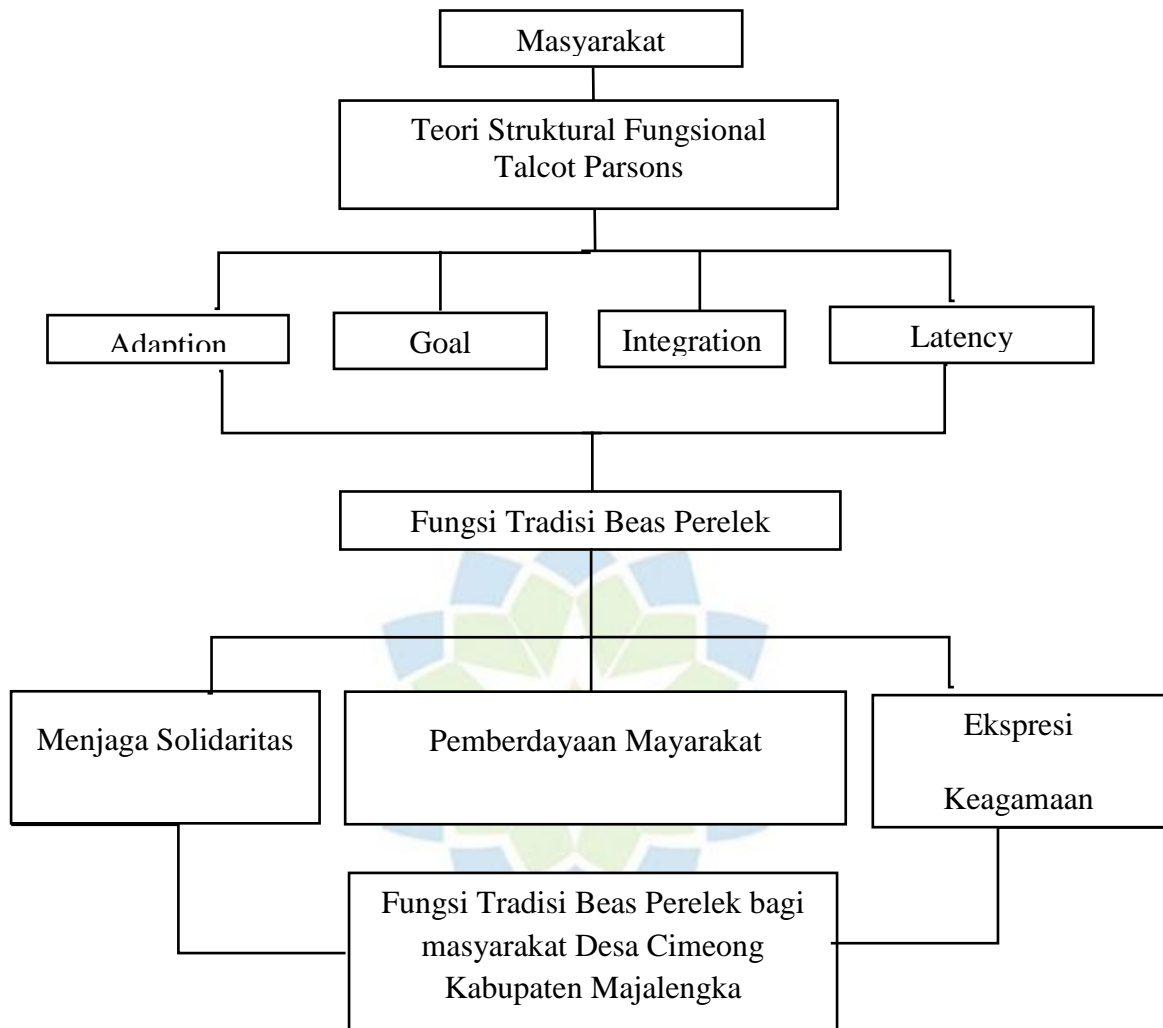 Masyarakat
Teori Struktural Fungsional
Talcot Parsons
Adaption
Goal
Integration
Latency
Fungsi Tradisi Beas Perelek
Menjaga Solidaritas
Pemberdayaan Mayarakat
Ekspresi
Keagamaan
Fungsi Tradisi Beas Perelek bagi
masyarakat Desa Cimeong
Kabupaten Majalengka